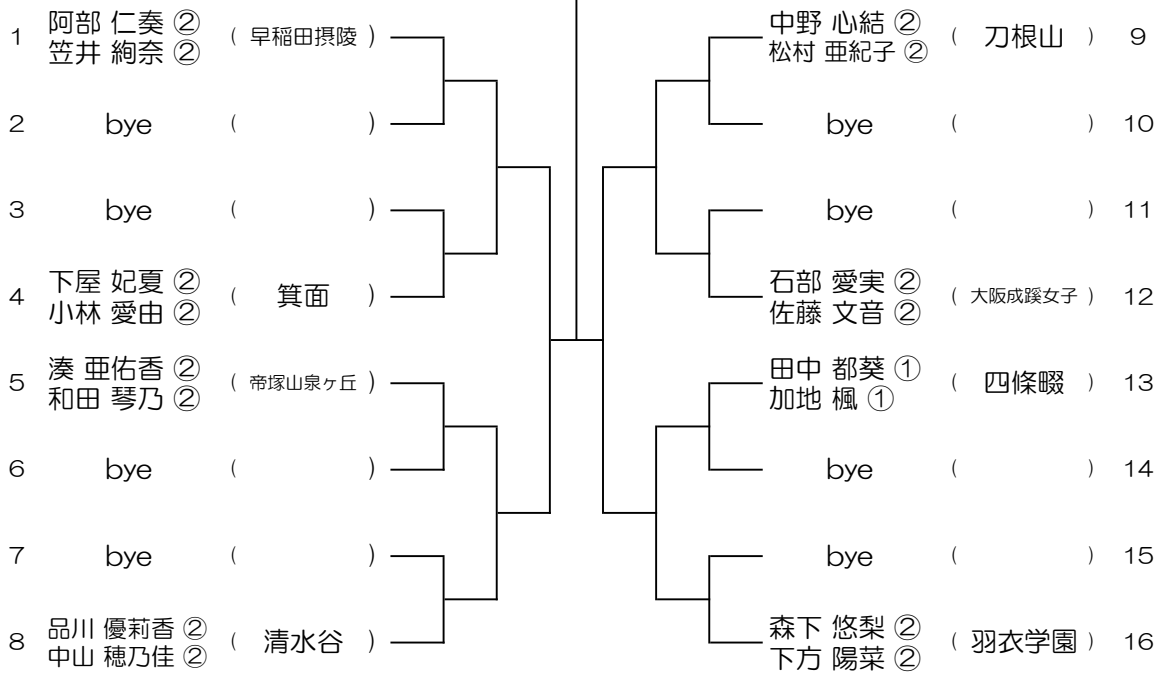 1 阿部 仁奏 ② ( 早稲田摂陵 )
笠井 絢奈 ②
2 bye ( )
3 bye ( )
4 下屋 妃夏 ② ( 箕面 )
小林 愛由 ②
5 湊 亜佑香 ② ( 帝塚山泉ヶ丘 )
和田 琴乃 ②
6 bye ( )
7 bye ( )
8 品川 優莉香 ② ( 清水谷 )
中山 穂乃佳 ②
中野 心結 ② ( 刀根山 ) 9
松村 亜紀子 ②
bye ( ) 10
bye ( ) 11
石部 愛実 ② ( 大阪成蹊女子 ) 12
佐藤 文音 ②
田中 都葵 ① ( 四條畷 ) 13
加地 楓 ①
bye ( ) 14
bye ( ) 15
森下 悠梨 ② ( 羽衣学園 ) 16
下方 陽菜 ②